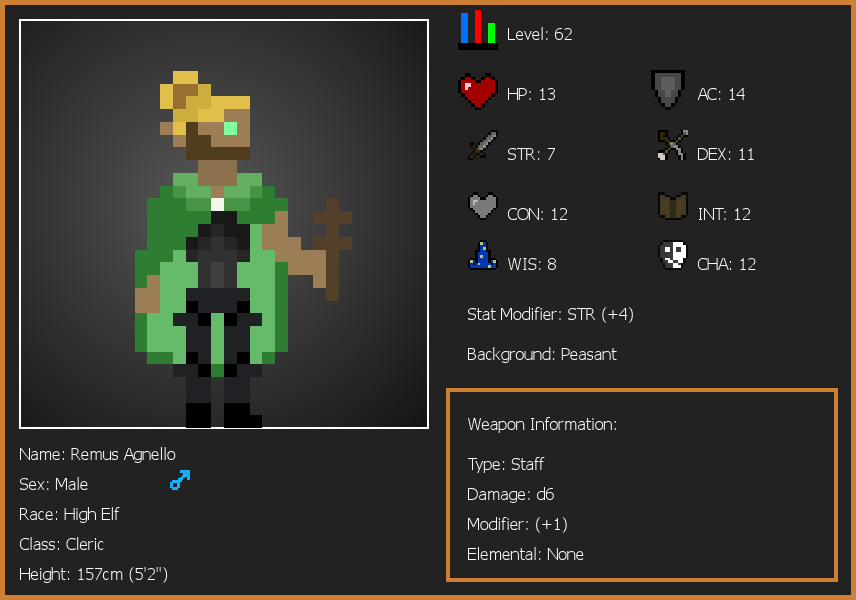 Level: 62
HP: 13
AC: 14
STR: 7
DEX: 11
CON: 12
INT: 12
WIS: 8
CHA: 12
Stat Modifier: STR (+4)
Background: Peasant
Weapon Information:
Type: Staff
Damage: d6
Modifier: (+1)
Elemental: None
Name: Remus Agnello
Sex: Male
Race: High Elf
Class: Cleric
Height: 157cm (5'2")